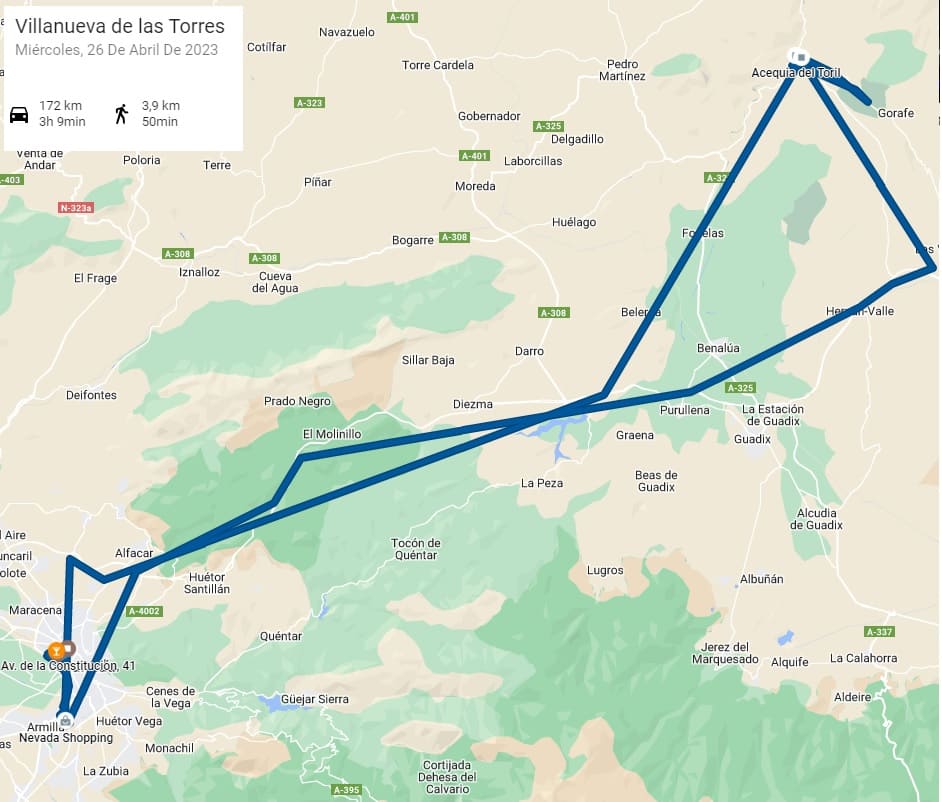 Villanueva de las Torres
Miércoles, 26 De Abril De 2023
172 km
3h 9min
3,9 km
50min
A-401
Navazuelo
Cotílfar
Torre Cardela
Pedro
Martínez
Acequia del Toril
A-323
Gobernador
Gorafe
A-325
Delgadillo
Venta de
Andar
Poloria
Terre
A-401
Laborcillas
-403
Píñar
Moreda
A-32
N-323a
Huélago
Fonelas
Bogarre
A-308
A-308
A-308
El Frage
Iznalloz
Cueva
del Agua
A-308
Hernán-Valle
Sillar Baja
Darro
Benalúa
Deifontes
Prado Negro
Diezma
A-325
Purullena
La Estación
de Guadix
El Molinillo
Graena
Guadix
Beas de
Guadix
La Peza
Alcudia
de Guadix
l Aire
uncaril
olote
Alfacar
Tocón de
Quéntar
Huétor
Santillán
Lugros
Albuñán
Maracena
A-4002
Quéntar
A-337
Av. de la Constitución, 41
Jerez del
Marquesado
Alquife
La Calahorra
Cenes de
la Vega
Güejar Sierra
Aldeire
Armilla
Huétor Vega
Nevada Shopping
as
Monachil
La Zubia
Cortijada
Dehesa del
Calvario
A-395